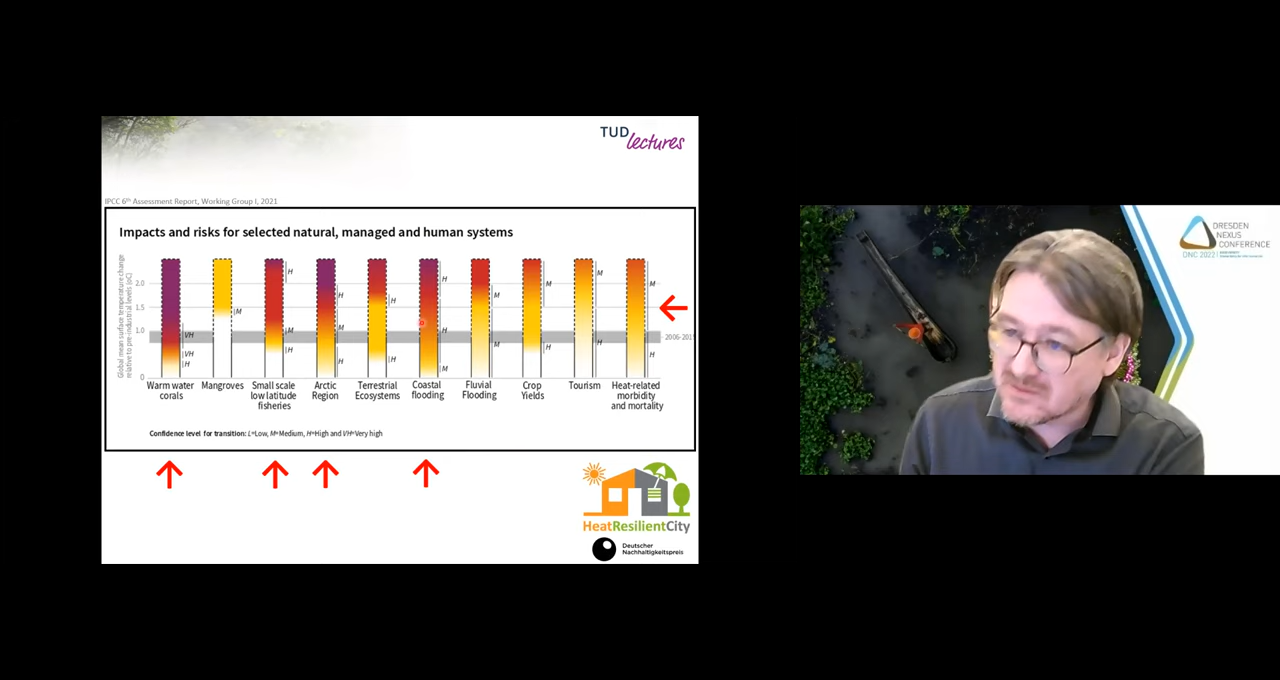 TUD
lectures
IPCC 6th Assessment Report, Working Group I, 2021
Impacts and risks for selected natural, managed and human systems
Global mean surface temperature change
relative to pre-industrial levels (oC)
2.0
1.5
1.0
0
VH
VH
H
M
H
M
H
H
M
H
H
H
H
H
M
M
M
M
H
M
H
M
H
2006-2015
Warm water
corals
Mangroves
Small scale
low latitude
fisheries
Arctic
Region
Terrestrial
Ecosystems
Coastal
flooding
Fluvial
Flooding
Crop
Yields
Tourism
Heat-related
morbidity
and mortality
Confidence level for transition: L=Low, M=Medium, H=High and VH=Very high
HeatResilientCity
Deutscher
Nachhaltigkeitspreis
DRESDEN
NEXUS
CONFERENCE
DNC 2022